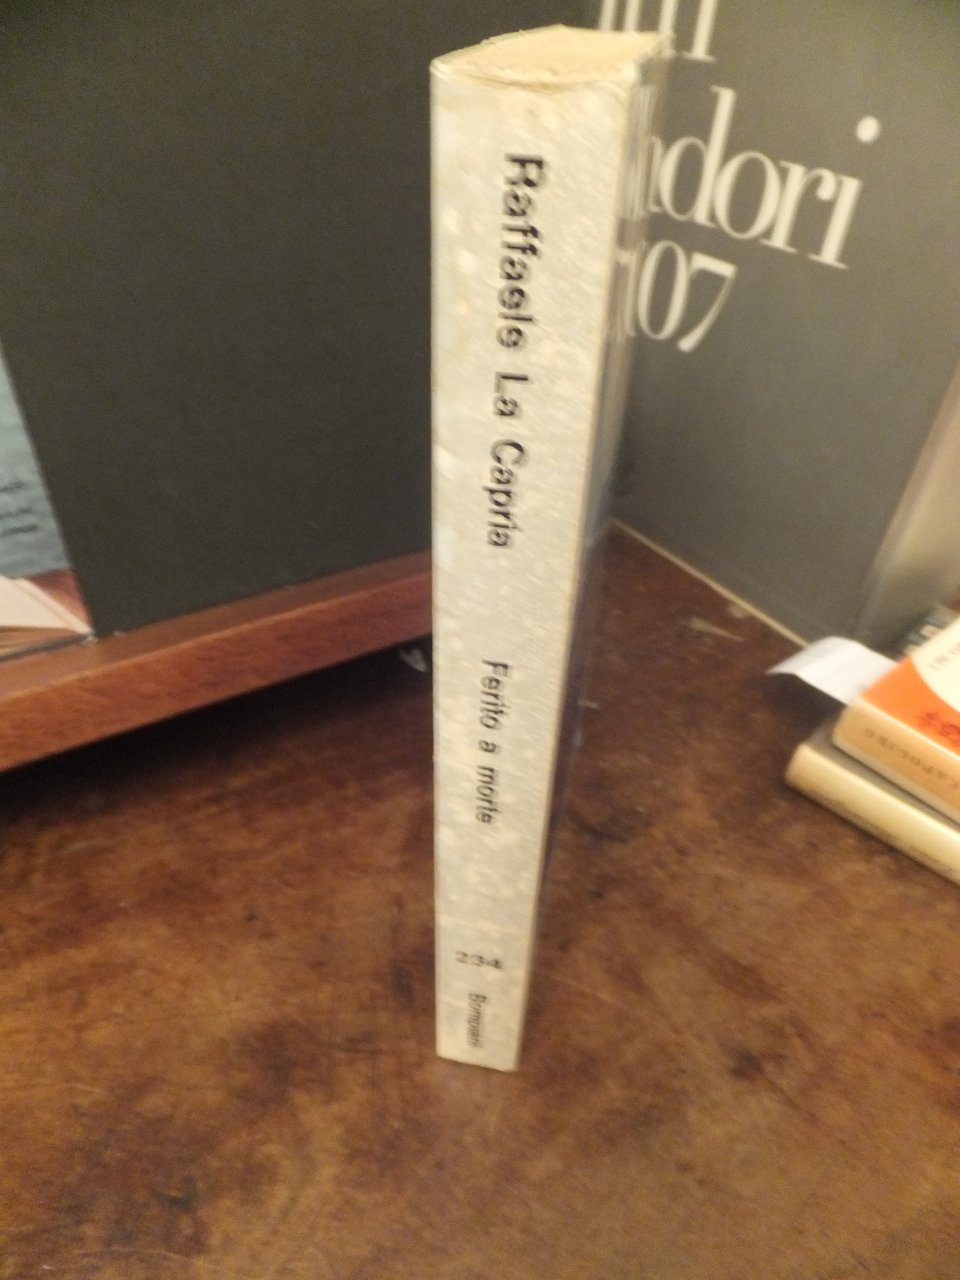 Raffaele La Capria
Ferito a morte
234
Bompiani
ndori
107